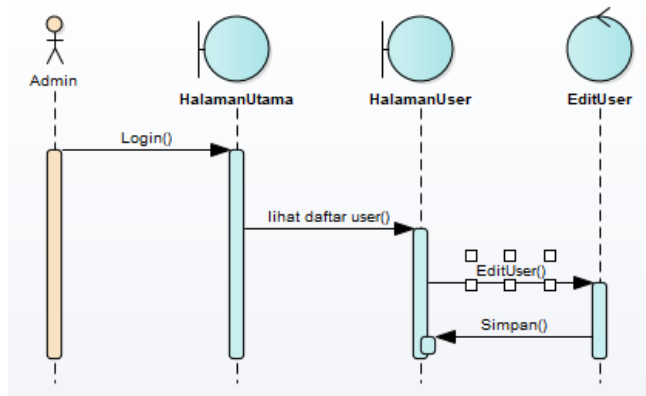 Admin
HalamanUtama
HalamanUser
EditUser
Login()
lihat daftar user()
EditUser()
Simpan()